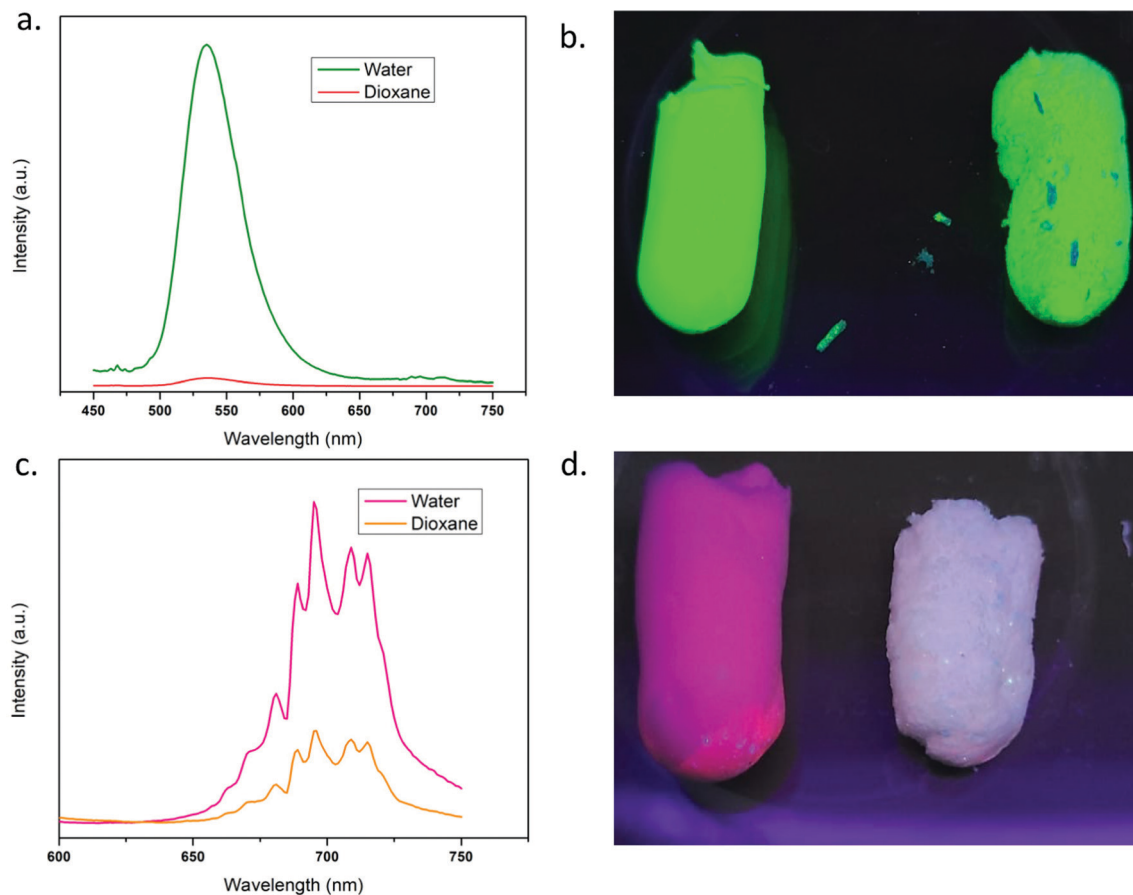 a.
Intensity (a.u.)
Water
Dioxane
450 500 550 600 650 700 750
Wavelength (nm)
b.
c.
Intensity (a.u.)
Water
Dioxane
600 650 700 750
Wavelength (nm)
d.